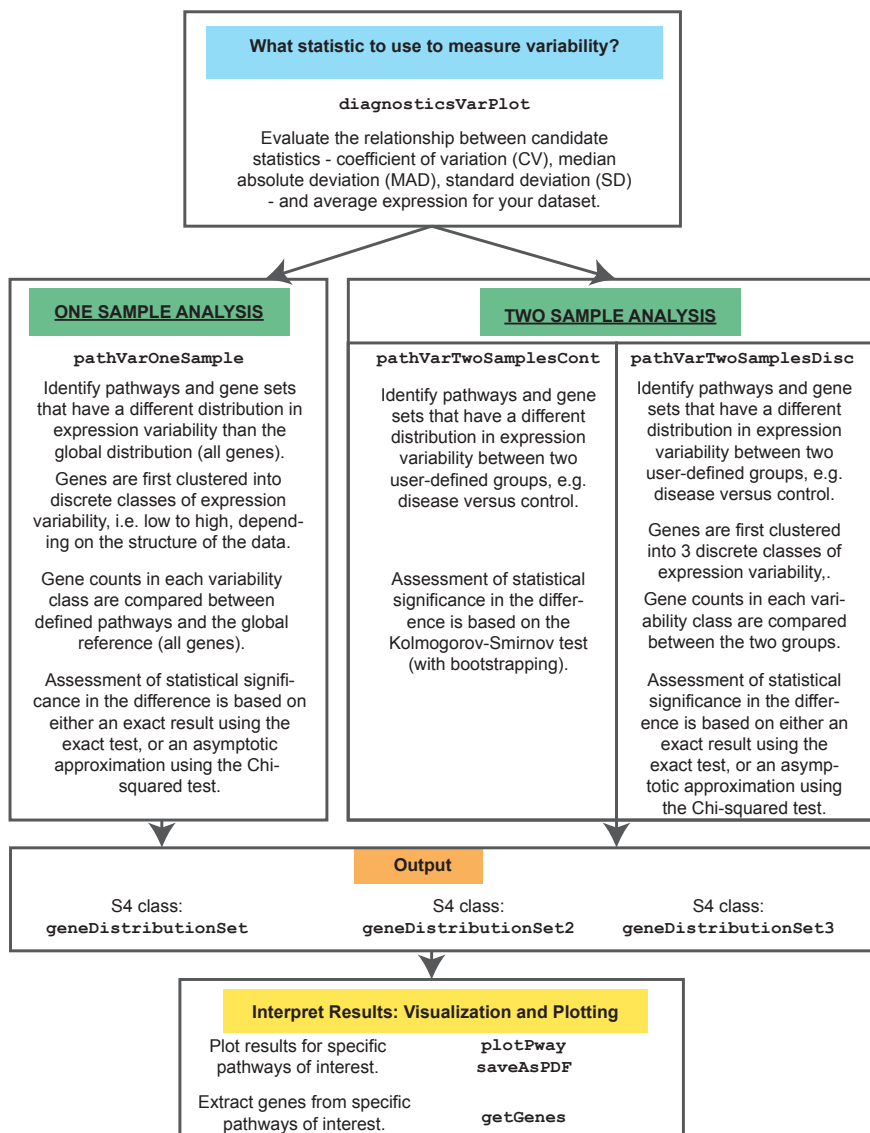 What statistic to use to measure variability?
diagnosticsVarPlot
Evaluate the relationship between candidate
statistics - coefficient of variation (CV), median
absolute deviation (MAD), standard deviation (SD)
- and average expression for your dataset.
ONE SAMPLE ANALYSIS
pathVarOneSample
Identify pathways and gene sets
that have a different distribution in
expression variability than the
global distribution (all genes).
Genes are first clustered into
discrete classes of expression
variability, i.e. low to high, depend-
ing on the structure of the data.
Gene counts in each variability
class are compared between
defined pathways and the global
reference (all genes).
Assessment of statistical signifi-
cance in the difference is based on
either an exact result using the
exact test, or an asymptotic
approximation using the Chi-
squared test.
TWO SAMPLE ANALYSIS
pathVarTwoSamplesCont
Identify pathways and gene
sets that have a different
distribution in expression
variability between two
user-defined groups, e.g.
disease versus control.
Assessment of statistical
significance in the differ-
ence is based on the
Kolmogorov-Smirnov test
(with bootstrapping).
pathVarTwoSamplesDisc
Identify pathways and gene
sets that have a different
distribution in expression
variability between two
user-defined groups, e.g.
disease versus control.
Genes are first clustered
into 3 discrete classes of
expression variability,.
Gene counts in each vari-
ability class are compared
between the two groups.
Assessment of statistical
significance in the differ-
ence is based on either an
exact result using the
exact test, or an asymp-
totic approximation using
the Chi-squared test.
Output
S4 class:
geneDistributionSet
S4 class:
geneDistributionSet2
S4 class:
geneDistributionSet3
Interpret Results: Visualization and Plotting
Plot results for specific
pathways of interest.
plotPway
saveAsPDF
Extract genes from specific
pathways of interest.
getGenes